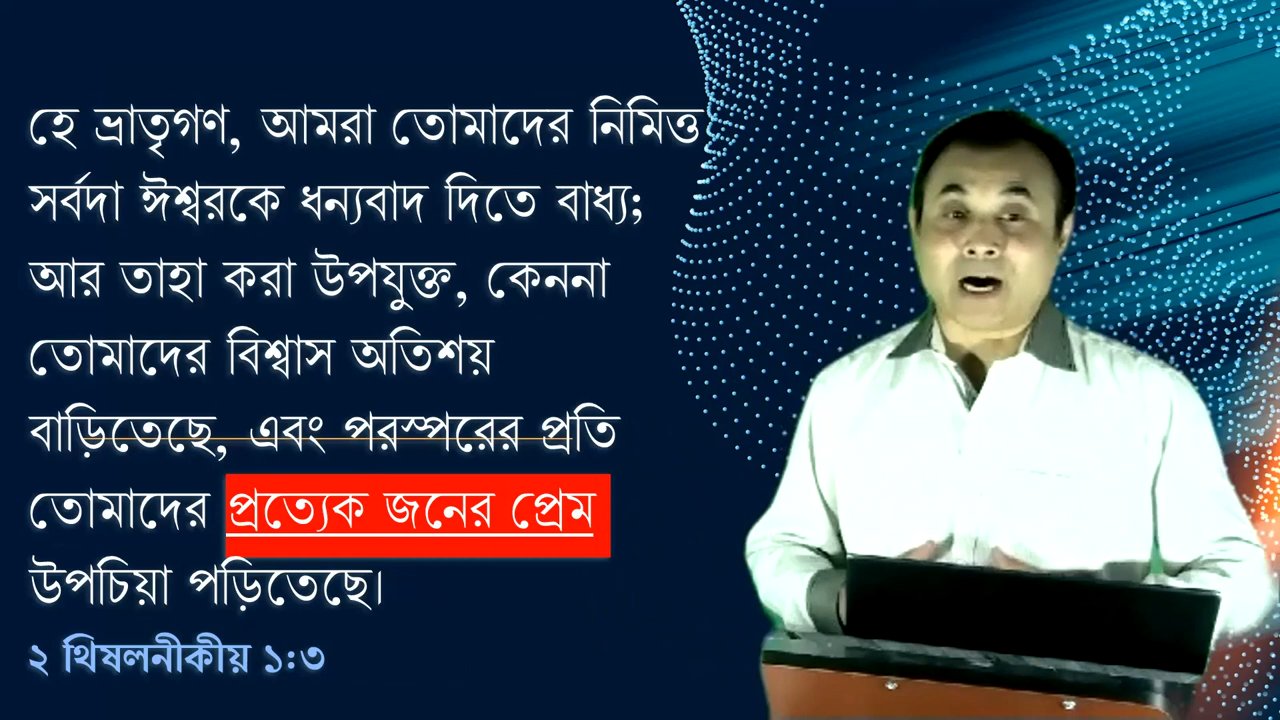 হে ভ্রাতৃগণ, আমরা তোমাদের নিমিত্ত
সর্বদা ঈশ্বরকে ধন্যবাদ দিতে বাধ্য;
আর তাহা করা উপযুক্ত, কেননা
তোমাদের বিশ্বাস অতিশয়
বাড়িতেছে, এবং পরস্পরের প্রতি
তোমাদের প্রত্যেক জনের প্রেম
উপচিয়া পড়িতেছে।
২ থিষলনীকীয় ১:৩